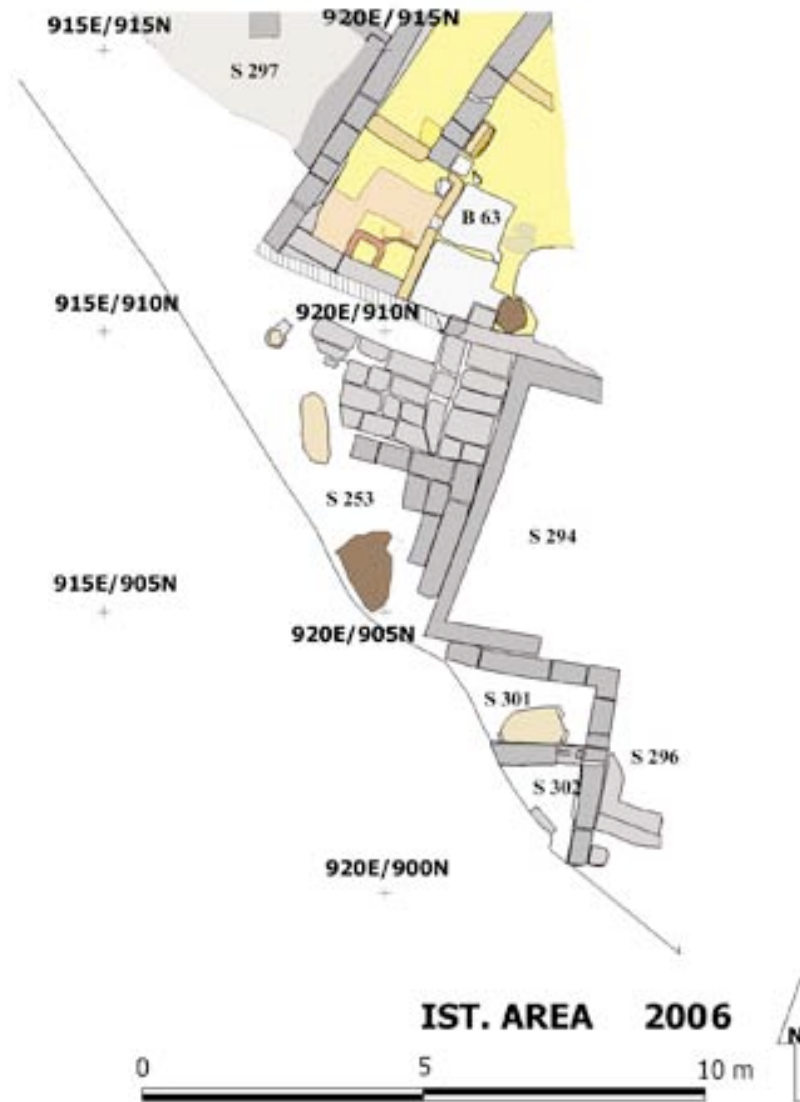 920E/915N
915E/915N
S 297
B 63
915E/910N
920E/910N
S 253
S 294
915E/905N
920E/905N
S 301
S 296
S 302
920E/900N
IST. AREA 2006
N
0 5 10 m